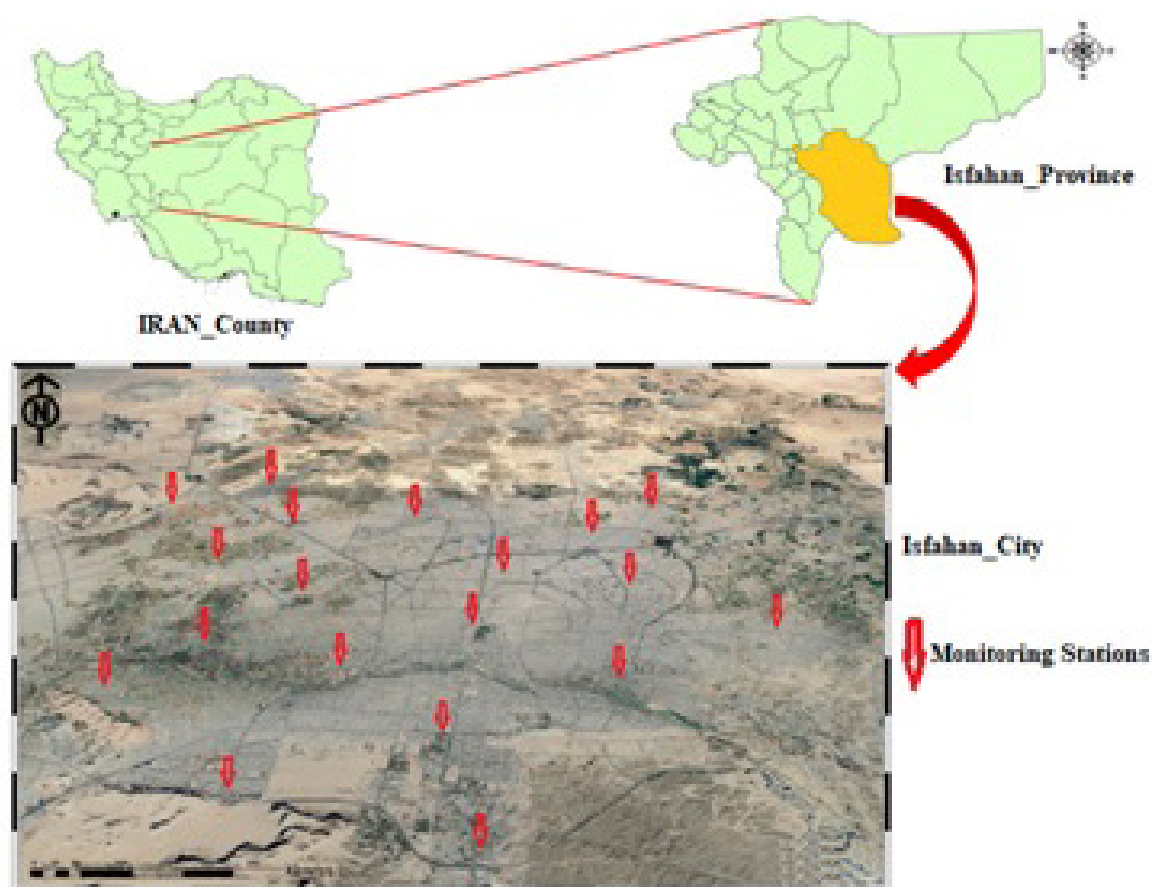 Isfahan_Province
IRAN_County
N
Isfahan_City
Monitoring Stations